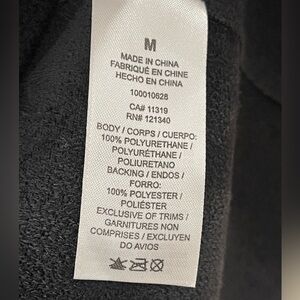 M
MADE IN CHINA
FABRIQUÉ EN CHINE
HECHO EN CHINA
100010628
CA# 11319
RN# 121340
BODY / CORPS / CUERPO:
100% POLYURETHANE /
POLYURÉTHANE /
POLIURETANO
BACKING / ENDOS /
FORRO:
100% POLYESTER /
POLIÉSTER
EXCLUSIVE OF TRIMS /
GARNITURES NON
COMPRISES / EXCLUYEN
DO AVIOS